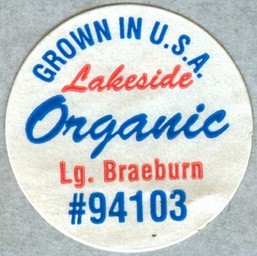 GROWN IN U.S.A.
Lakeside
Organic
Lg. Braeburn
#94103